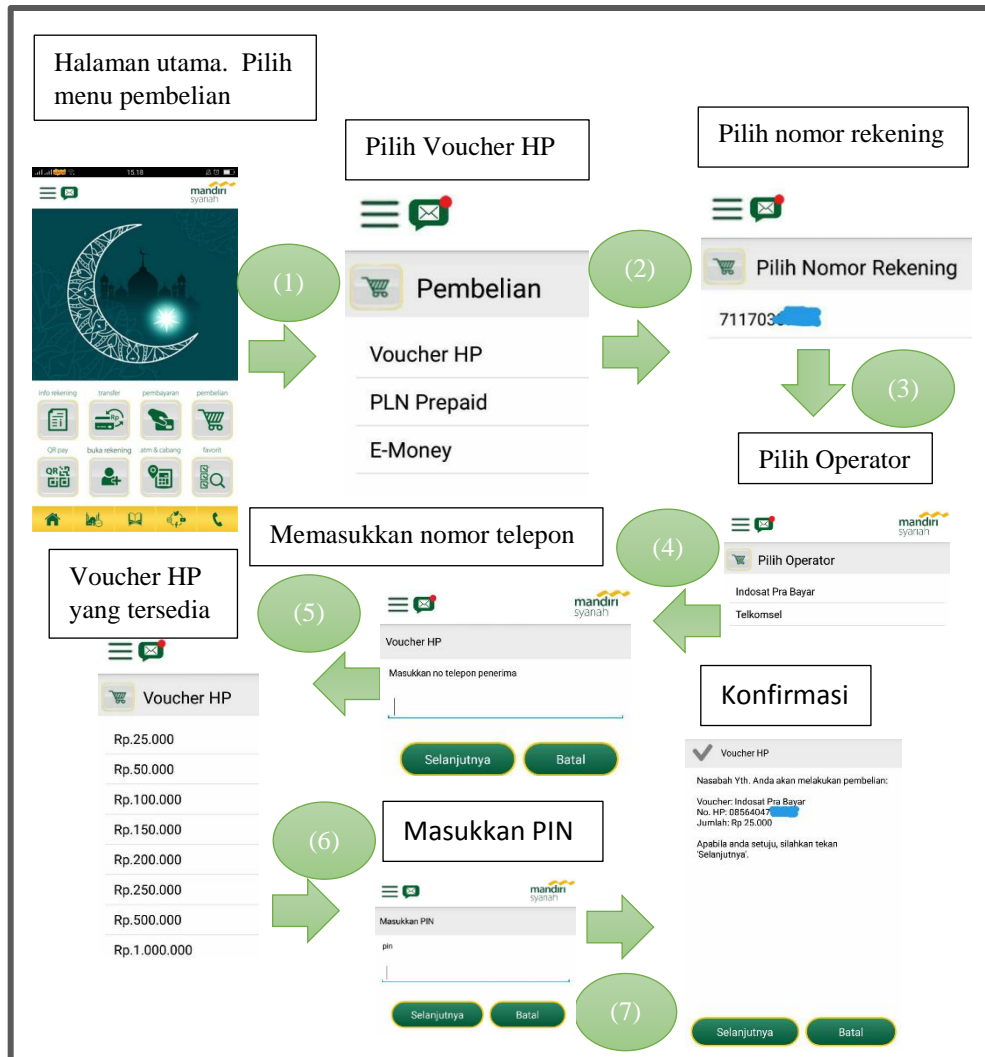 Halaman utama. Pilih
menu pembelian
15.18
mandiri
syariah
info rekening transfer pembayaran pembelian
Rp
QR pay buka rekening atm & cabang favorit
QR
(1)
Pilih Voucher HP
Pembelian
Voucher HP
PLN Prepaid
E-Money
(2)
Pilih nomor rekening
Pilih Nomor Rekening
711703
(3)
Pilih Operator
mandiri
syariah
Pilih Operator
Indosat Pra Bayar
Telkomsel
(4)
Memasukkan nomor telepon
mandiri
syariah
Voucher HP
Masukkan no telepon penerima
Selanjutnya Batal
(5)
Voucher HP
yang tersedia
Voucher HP
Rp.25.000
Rp.50.000
Rp.100.000
Rp.150.000
Rp.200.000
Rp.250.000
Rp.500.000
Rp.1.000.000
(6)
Masukkan PIN
mandiri
syariah
Masukkan PIN
pin
Selanjutnya Batal
(7)
Konfirmasi
Voucher HP
Nasabah Yth. Anda akan melakukan pembelian:
Voucher: Indosat Pra Bayar
No. HP: 08564047
Jumlah: Rp 25.000
Apabila anda setuju, silahkan tekan
'Selanjutnya'.
Selanjutnya Batal